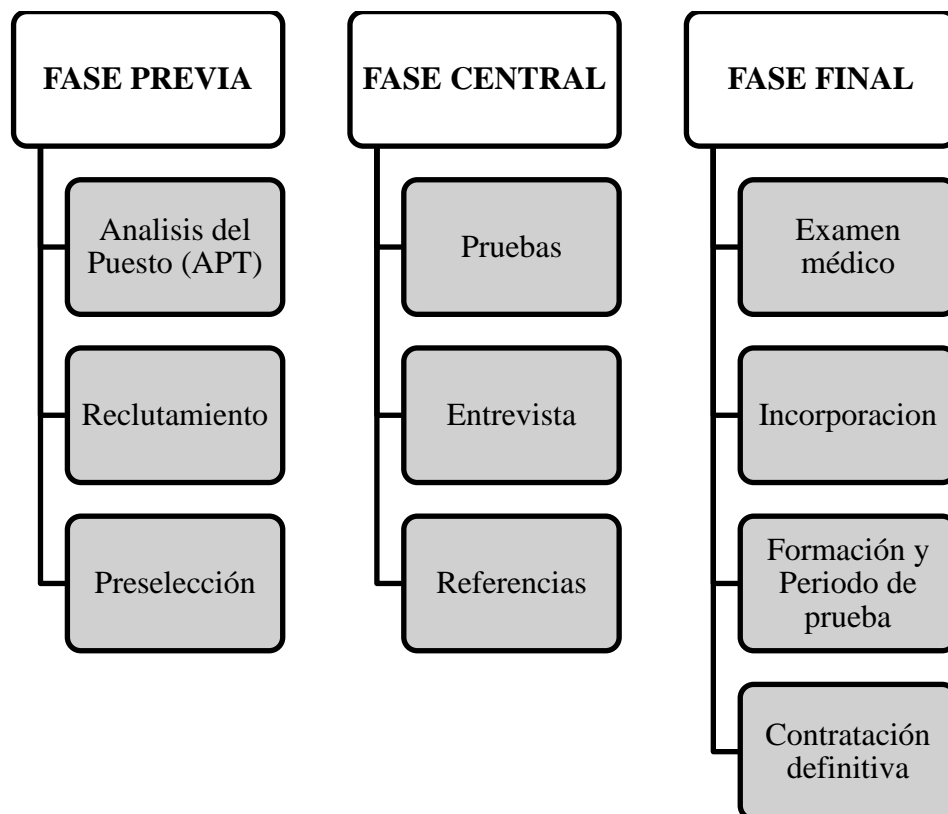 FASE PREVIA
Analisis del
Puesto (APT)
Reclutamiento
Preselección
FASE CENTRAL
Pruebas
Entrevista
Referencias
FASE FINAL
Examen
médico
Incorporacion
Formación y
Periodo de
prueba
Contratación
definitiva